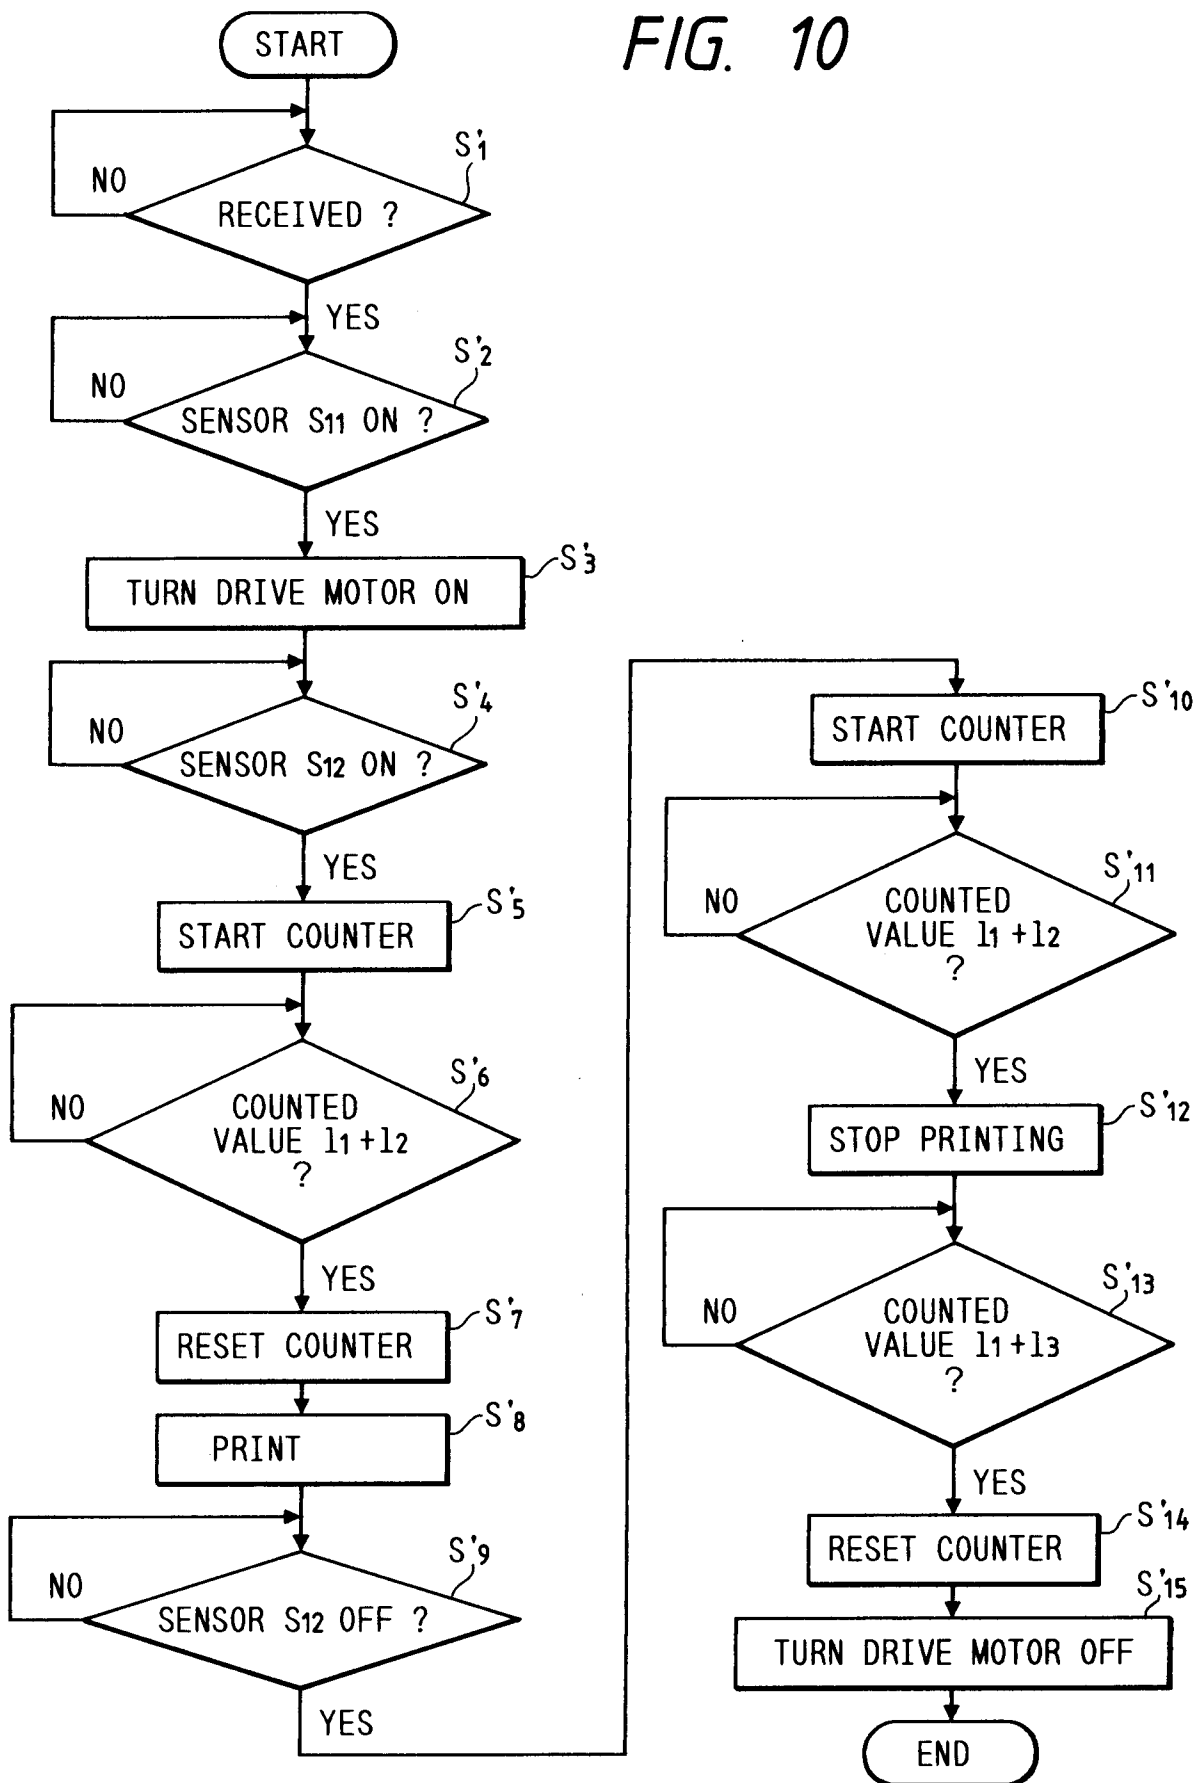 FIG. 10
START
S'1
NO
RECEIVED ?
YES
S'2
NO
SENSOR S11 ON ?
YES
S'3
TURN DRIVE MOTOR ON
S'4
NO
SENSOR S12 ON ?
YES
S'5
START COUNTER
S'6
NO
COUNTED
VALUE l1 + l2
?
YES
S'7
RESET COUNTER
S'8
PRINT
S'9
NO
SENSOR S12 OFF ?
YES
S'10
START COUNTER
S'11
NO
COUNTED
VALUE l1 + l2
?
YES
S'12
STOP PRINTING
S'13
NO
COUNTED
VALUE l1 + l3
?
YES
S'14
RESET COUNTER
S'15
TURN DRIVE MOTOR OFF
END